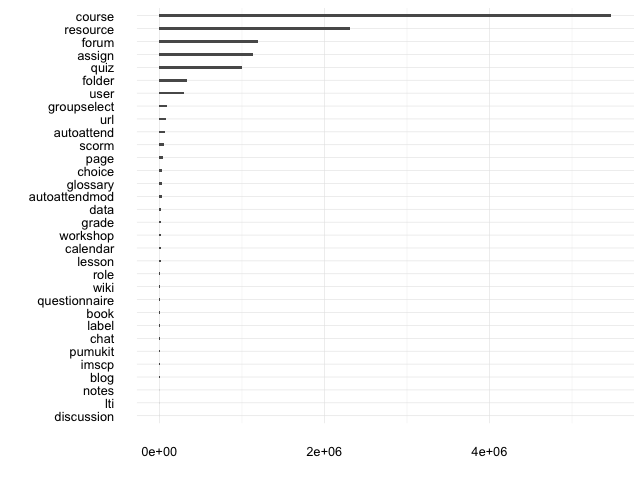 course
resource
forum
assign
quiz
folder
user
groupselect
url
autoattend
scorm
page
choice
glossary
autoattendmod
data
grade
workshop
calendar
lesson
role
wiki
questionnaire
book
label
chat
pumukit
imscp
blog
notes
lti
discussion
0e+00 2e+06 4e+06